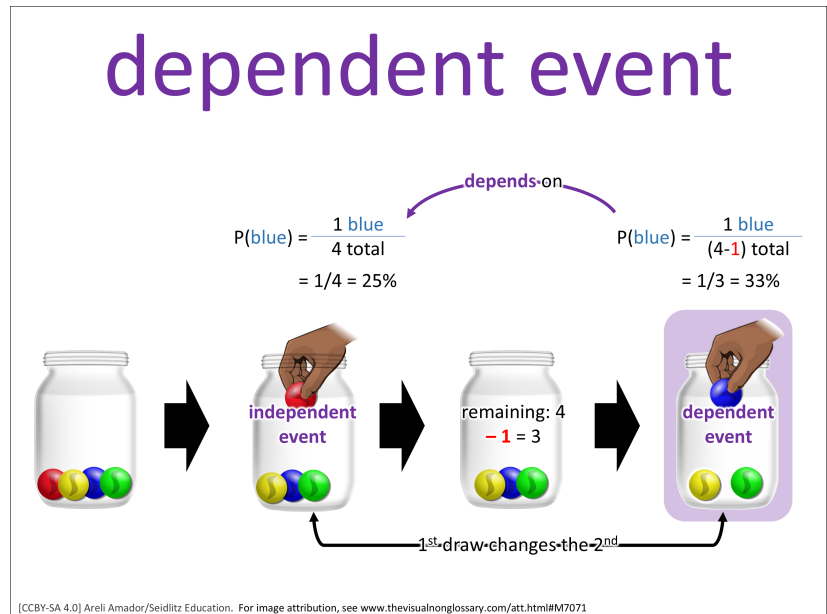 dependent event
depends on
P(blue) = 1 blue / 4 total
= 1/4 = 25%
P(blue) = 1 blue / (4-1) total
= 1/3 = 33%
independent
event
remaining: 4
– 1 = 3
dependent
event
1st draw changes the 2nd
[CCBY-SA 4.0] Areli Amador/Seidlitz Education. For image attribution, see www.thevisualnonglossary.com/att.html#M7071